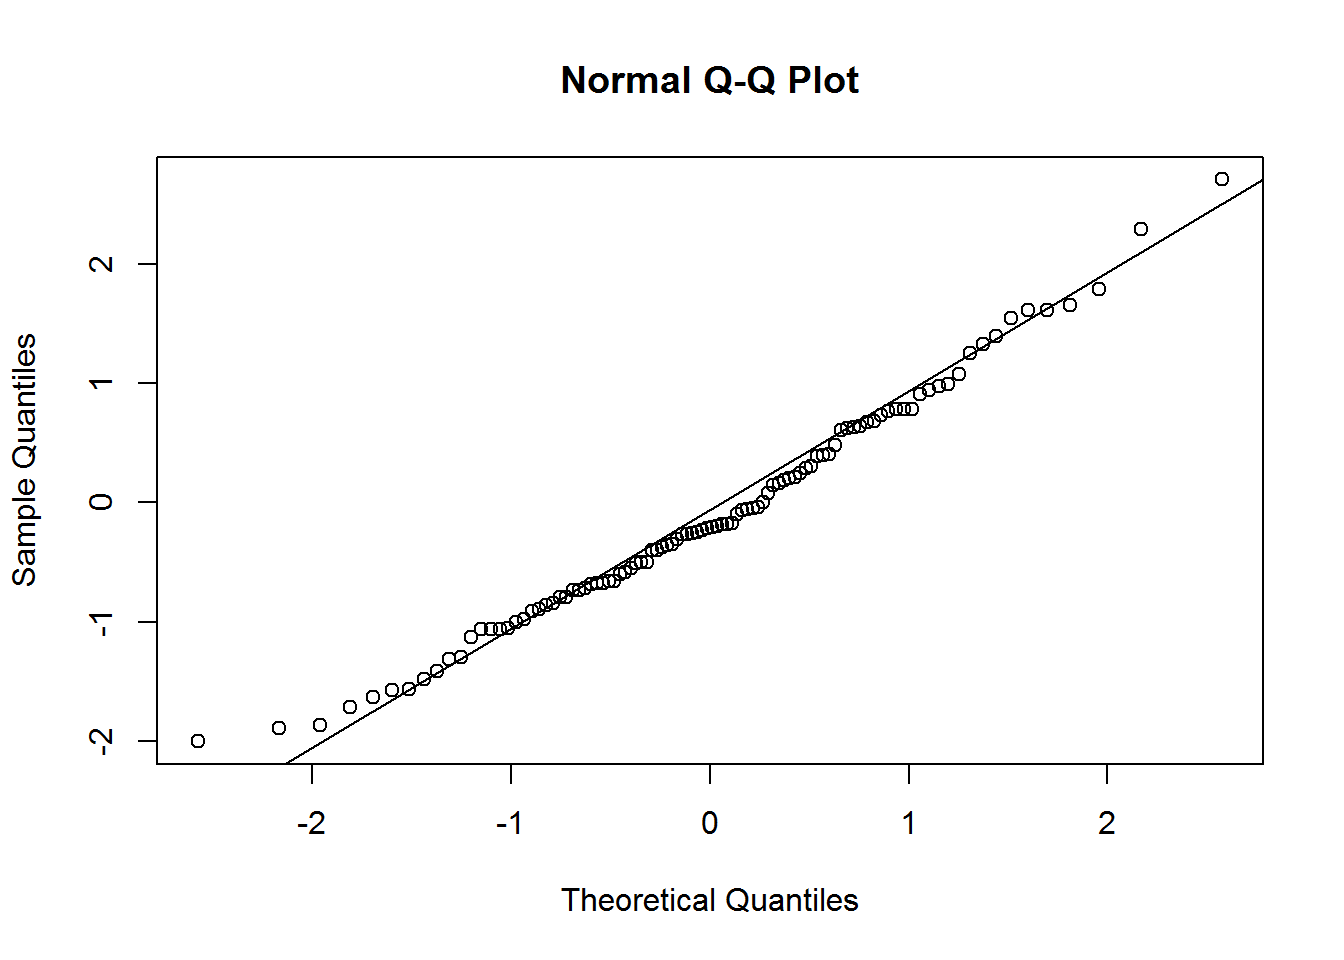 Normal Q-Q Plot
Sample Quantiles
2
1
0
-1
-2
-2 -1 0 1 2
Theoretical Quantiles